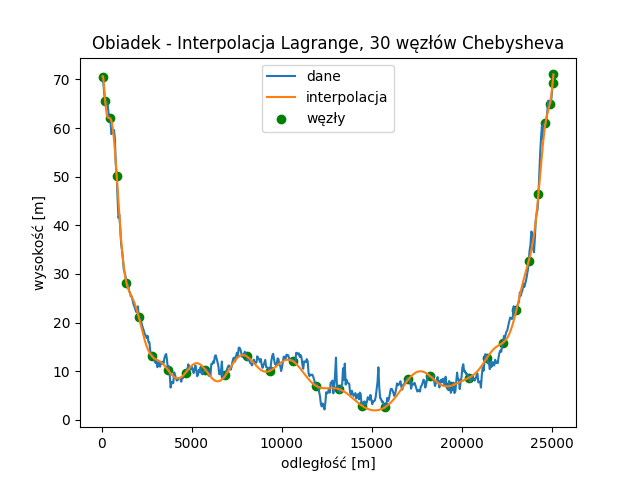 Obiadek - Interpolacja Lagrange, 30 węzłów Chebysheva
dane
interpolacja
węzły
wysokość [m]
70
60
50
40
30
20
10
0
0 5000 10000 15000 20000 25000
odległość [m]